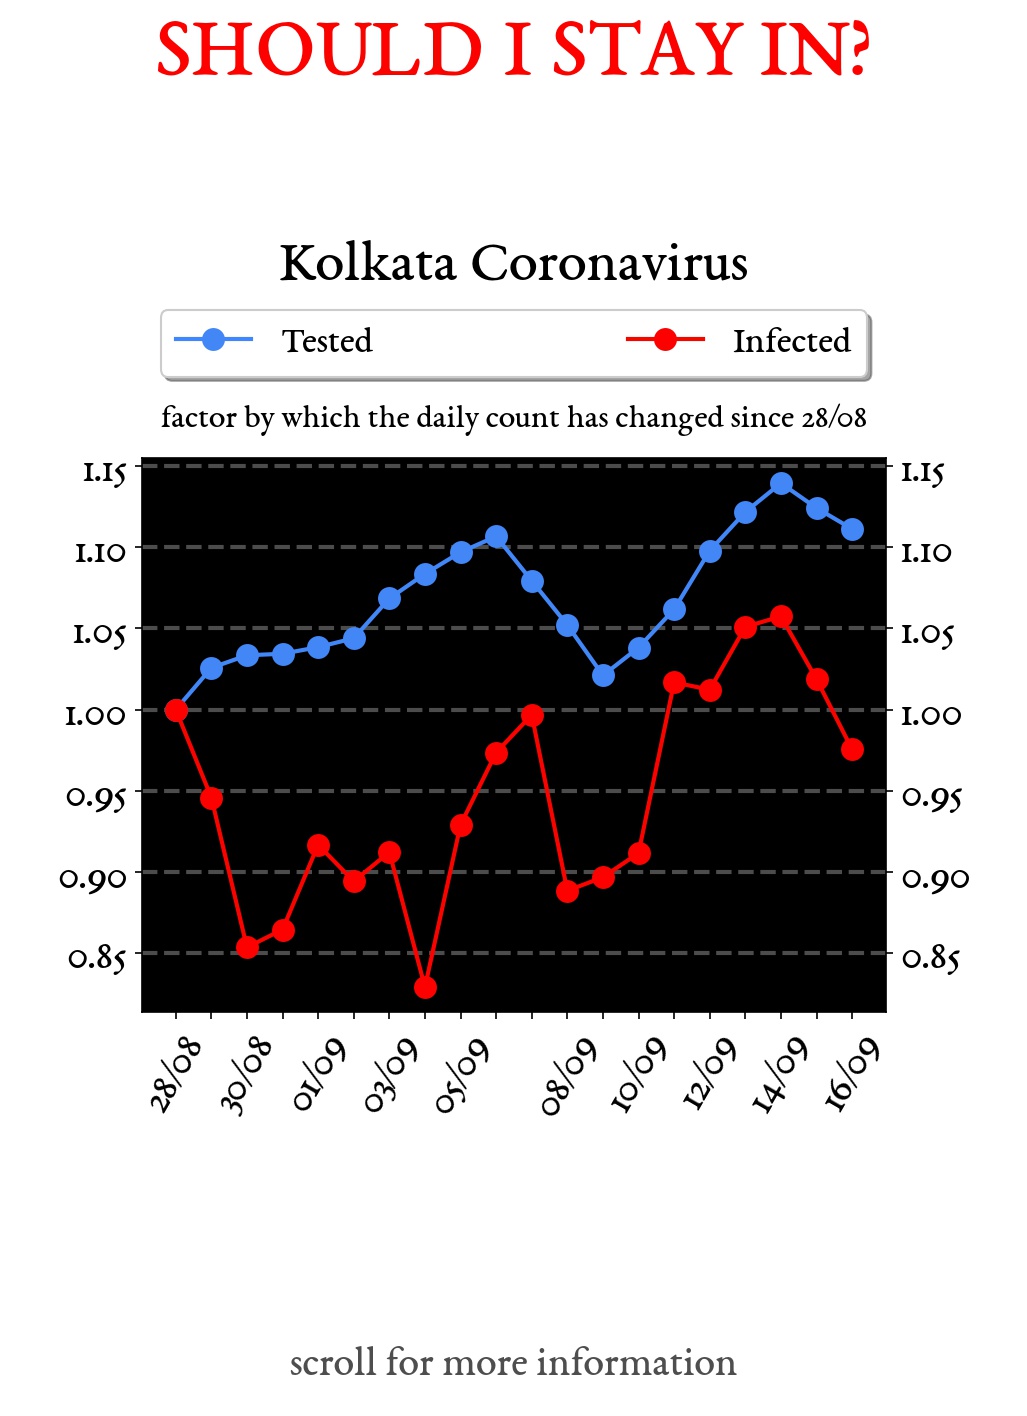 SHOULD I STAY IN?
Kolkata Coronavirus
Tested Infected
factor by which the daily count has changed since 28/08
1.15 1.15
1.10 1.10
1.05 1.05
1.00 1.00
0.95 0.95
0.90 0.90
0.85 0.85
28/08 30/08 01/09 03/09 05/09 08/09 10/09 12/09 14/09 16/09
scroll for more information